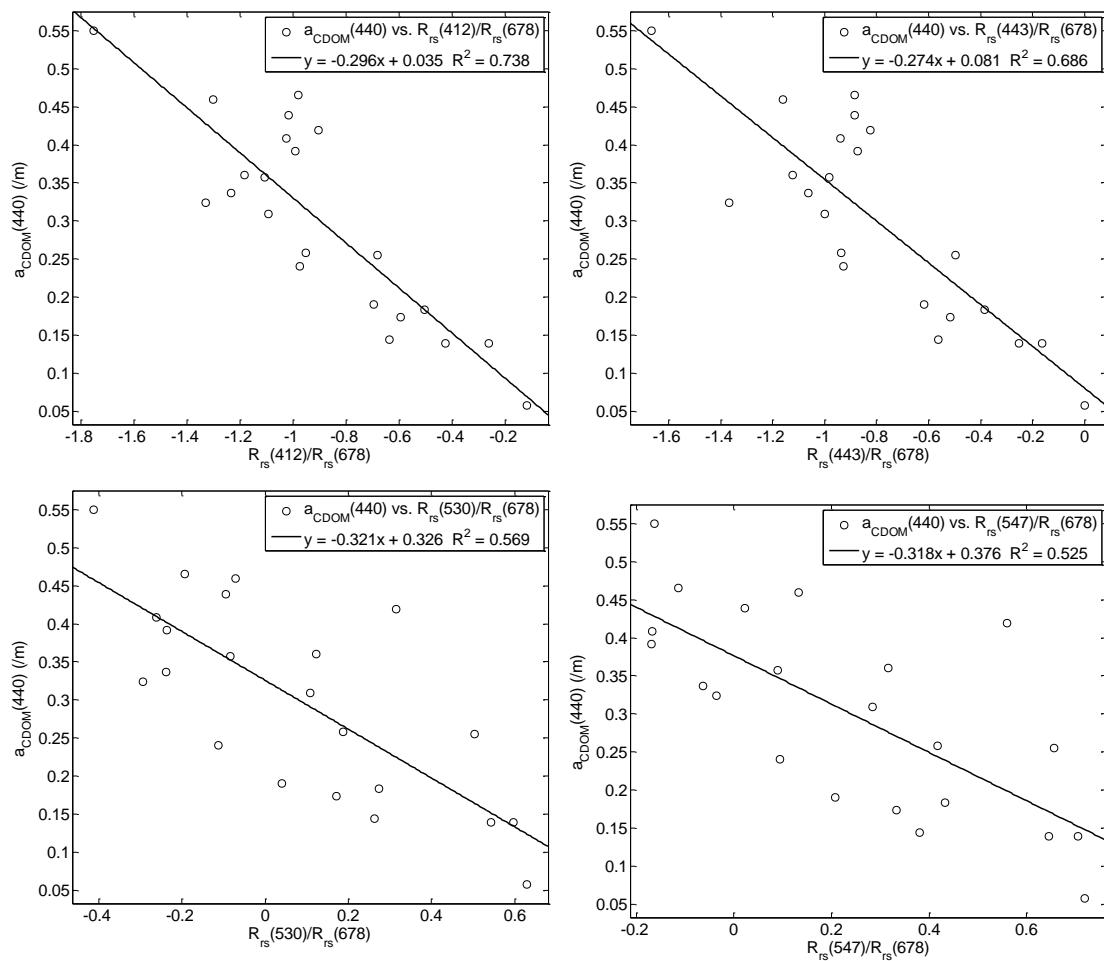 a_CDOM(440) vs. R_rs(412)/R_rs(678)
y = -0.296x + 0.035 R² = 0.738
a_CDOM(440) (/m)
0.55
0.5
0.45
0.4
0.35
0.3
0.25
0.2
0.15
0.1
0.05
-1.8 -1.6 -1.4 -1.2 -1 -0.8 -0.6 -0.4 -0.2
R_rs(412)/R_rs(678)
a_CDOM(440) vs. R_rs(443)/R_rs(678)
y = -0.274x + 0.081 R² = 0.686
a_CDOM(440) (/m)
0.55
0.5
0.45
0.4
0.35
0.3
0.25
0.2
0.15
0.1
0.05
-1.6 -1.4 -1.2 -1 -0.8 -0.6 -0.4 -0.2 0
R_rs(443)/R_rs(678)
a_CDOM(440) vs. R_rs(530)/R_rs(678)
y = -0.321x + 0.326 R² = 0.569
a_CDOM(440) (/m)
0.55
0.5
0.45
0.4
0.35
0.3
0.25
0.2
0.15
0.1
0.05
-0.4 -0.2 0 0.2 0.4 0.6
R_rs(530)/R_rs(678)
a_CDOM(440) vs. R_rs(547)/R_rs(678)
y = -0.318x + 0.376 R² = 0.525
a_CDOM(440) (/m)
0.55
0.5
0.45
0.4
0.35
0.3
0.25
0.2
0.15
0.1
0.05
-0.2 0 0.2 0.4 0.6
R_rs(547)/R_rs(678)